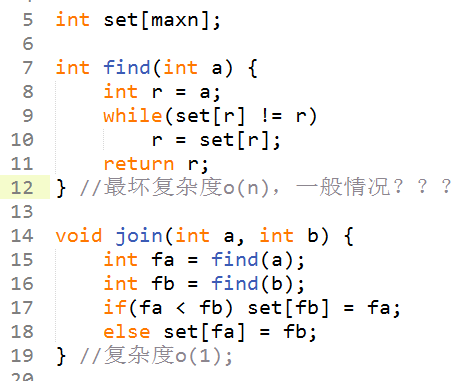 5 int set[maxn];
6
7 int find(int a) {
8     int r = a;
9     while(set[r] != r)
10         r = set[r];
11     return r;
12 } //最坏复杂度o(n)，一般情况？？？
13
14 void join(int a, int b) {
15     int fa = find(a);
16     int fb = find(b);
17     if(fa < fb) set[fb] = fa;
18     else set[fa] = fb;
19 } //复杂度o(1);
20